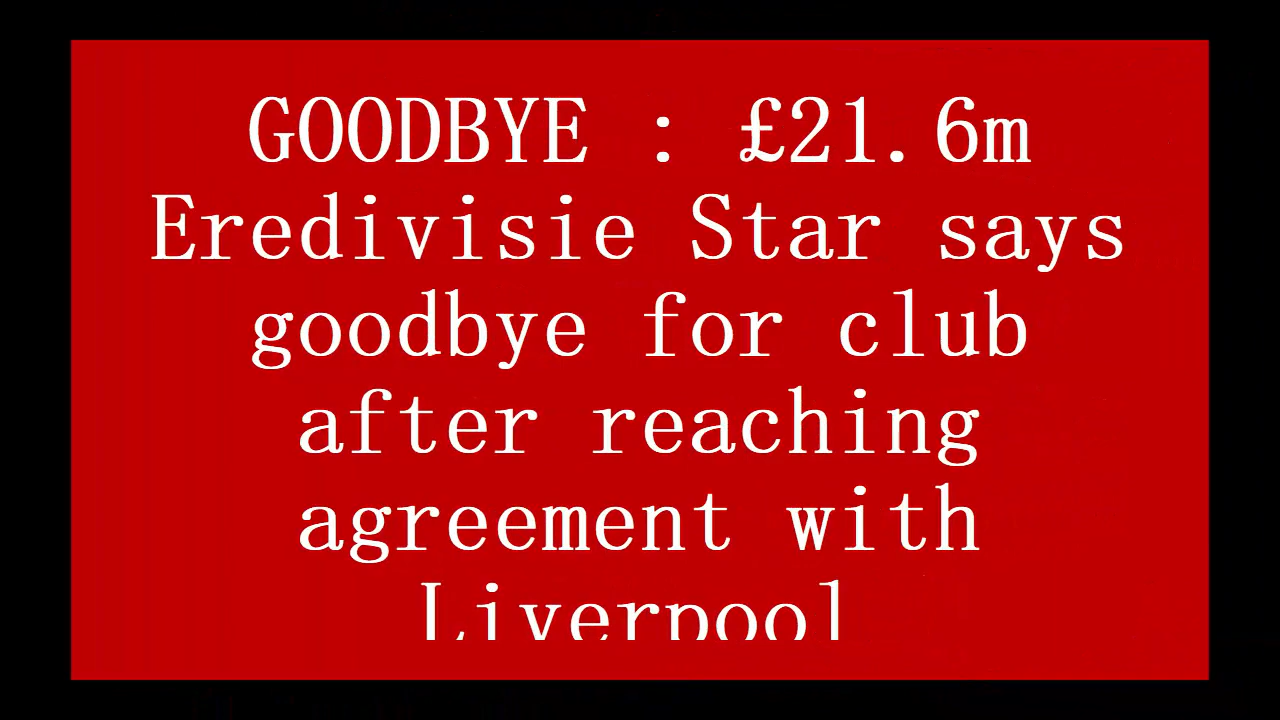 GOODBYE : £21.6m
Eredivisie Star says
goodbye for club
after reaching
agreement with
Liverpool